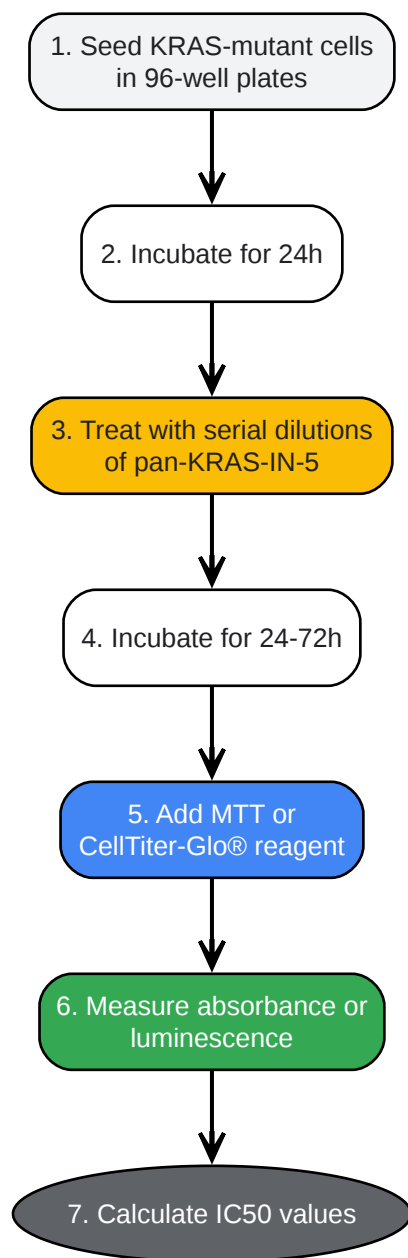 1. Seed KRAS-mutant cells
in 96-well plates
2. Incubate for 24h
3. Treat with serial dilutions
of pan-KRAS-IN-5
4. Incubate for 24-72h
5. Add MTT or
CellTiter-Glo® reagent
6. Measure absorbance or
luminescence
7. Calculate IC50 values